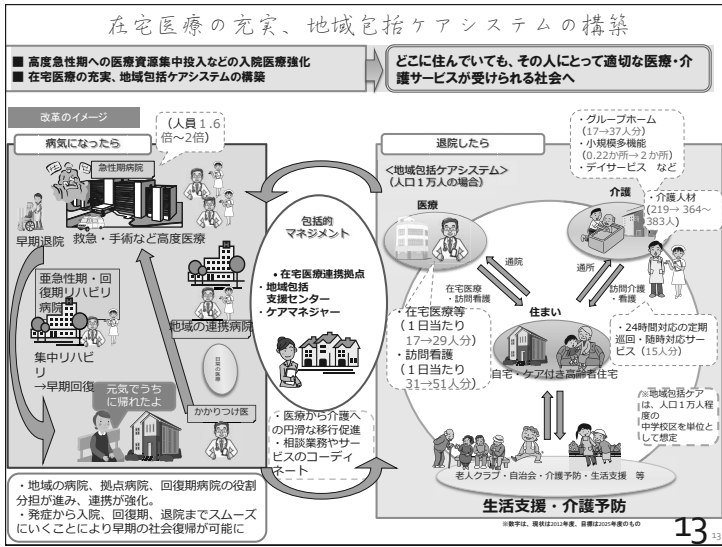 在宅医療の充実、地域包括ケアシステムの構築
■ 高度急性期への医療資源集中投入などの入院医療強化
■ 在宅医療の充実、地域包括ケアシステムの構築
どこに住んでいても、その人にとって適切な医療・介
護サービスが受けられる社会へ
改革のイメージ
病気になったら
（人員１.６
倍～2倍）
急性期病院
早期退院
救急・手術など高度医療
亜急性期・回
復期リハビリ
病院
地域の連携病院
集中リハビ
リ
→早期回復
日常の医療
元気でうち
に帰れたよ
かかりつけ医
・地域の病院、拠点病院、回復期病院の役割
分担が進み、連携が強化。
・発症から入院、回復期、退院までスムーズ
にいくことにより早期の社会復帰が可能に
包括的
マネジメント
・在宅医療連携拠点
・地域包括
支援センター
・ケアマネジャー
・医療から介護へ
の円滑な移行促進
・相談業務やサー
ビスのコーディ
ネート
退院したら
・グループホーム
（17→37人分）
・小規模多機能
（0.22か所→２か所）
・デイサービス など
＜地域包括ケアシステム＞
（人口１万人の場合）
医療
介護
・介護人材
（219→ 364～
383人）
通院
通所
在宅医療
・訪問看護
訪問介護
・看護
・在宅医療等
（１日当たり
17→29人分）
・訪問看護
（１日当たり
31→51人分）
住まい
自宅・ケア付き高齢者住宅
・24時間対応の定期
巡回・随時対応サー
ビス（15人分）
※地域包括ケア
は、人口１万人程
度の
中学校区を単位と
して想定
老人クラブ・自治会・介護予防・生活支援 等
生活支援・介護予防
※数字は、現状は2012年度、目標は2025年度のもの
13
13